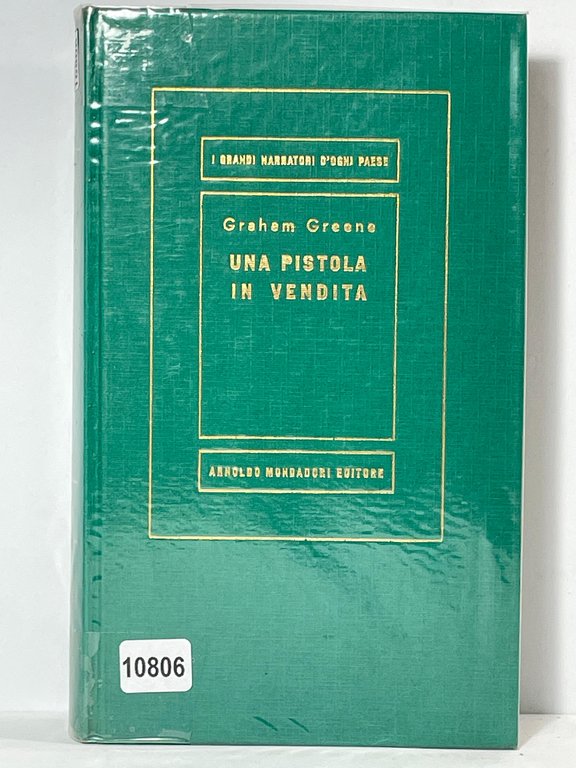 I GRANDI NARRATORI D'OGNI PAESE
Graham Greene
UNA PISTOLA
IN VENDITA
ARNOLDO MONDADORI EDITORE
10806